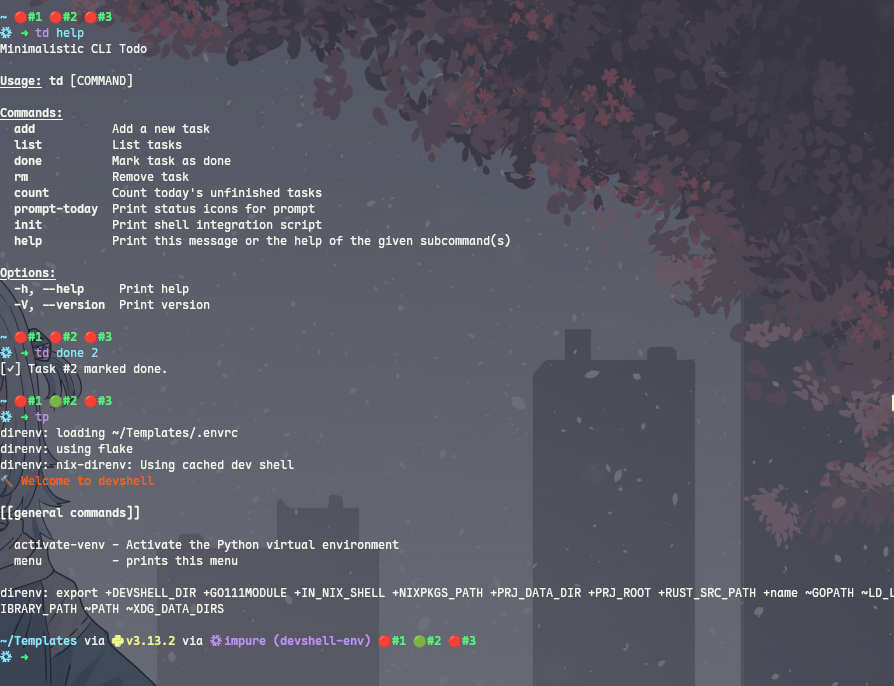 ~ 🔴#1 🔴#2 🔴#3
➜ td help
Minimalistic CLI Todo
Usage: td [COMMAND]
Commands:
add Add a new task
list List tasks
done Mark task as done
rm Remove task
count Count today's unfinished tasks
prompt-today Print status icons for prompt
init Print shell integration script
help Print this message or the help of the given subcommand(s)
Options:
-h, --help Print help
-V, --version Print version
~ 🔴#1 🔴#2 🔴#3
➜ td done 2
[✓] Task #2 marked done.
~ 🔴#1 🟢#2 🔴#3
➜ tp
direnv: loading ~/Templates/.envrc
direnv: using flake
direnv: nix-direnv: Using cached dev shell
🔨 Welcome to devshell
[[general commands]]
activate-venv - Activate the Python virtual environment
menu - prints this menu
direnv: export +DEVSHELL_DIR +GO111MODULE +IN_NIX_SHELL +NIXPKGS_PATH +PRJ_DATA_DIR +PRJ_ROOT +RUST_SRC_PATH +name ~GOPATH ~LD_L
IBRARY_PATH ~PATH ~XDG_DATA_DIRS
~/Templates via v3.13.2 via impure (devshell-env) 🔴#1 🟢#2 🔴#3
➜